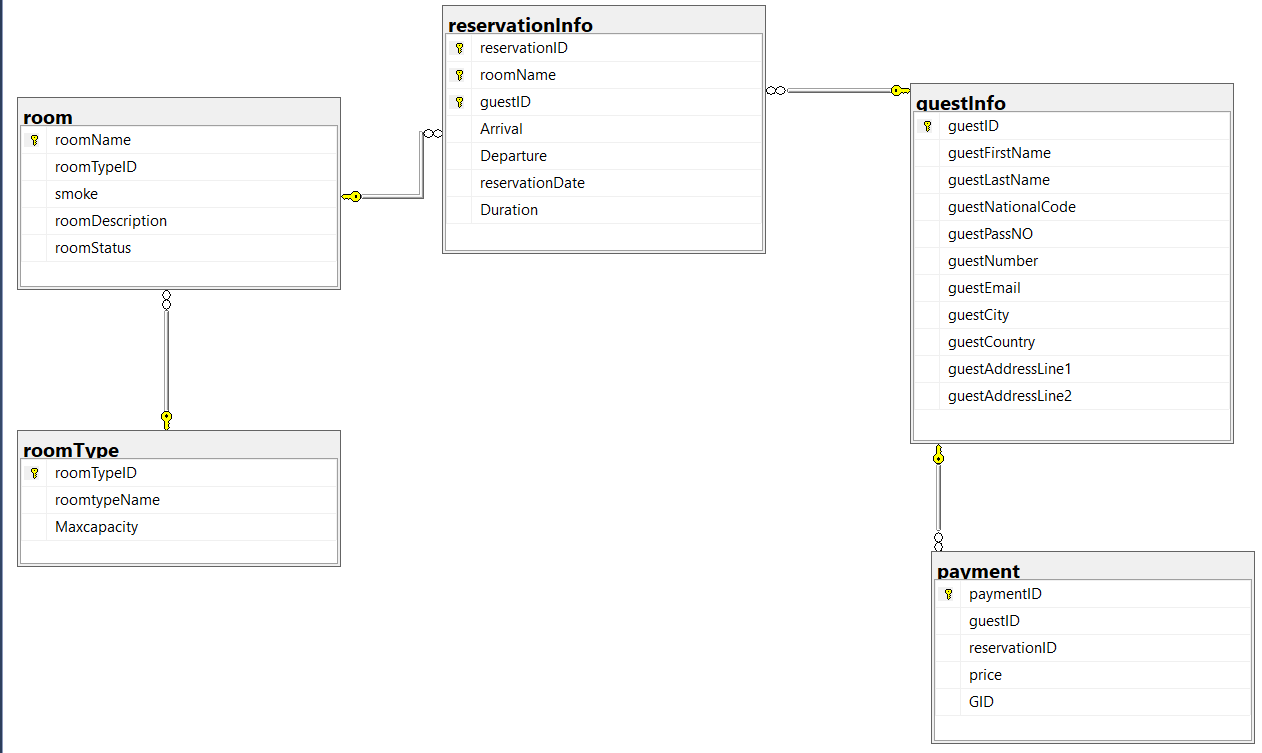 reservationInfo
reservationID
roomName
guestID
Arrival
Departure
reservationDate
Duration
room
roomName
roomTypeID
smoke
roomDescription
roomStatus
guestInfo
guestID
guestFirstName
guestLastName
guestNationalCode
guestPassNO
guestNumber
guestEmail
guestCity
guestCountry
guestAddressLine1
guestAddressLine2
roomType
roomTypeID
roomtypeName
Maxcapacity
payment
paymentID
guestID
reservationID
price
GID